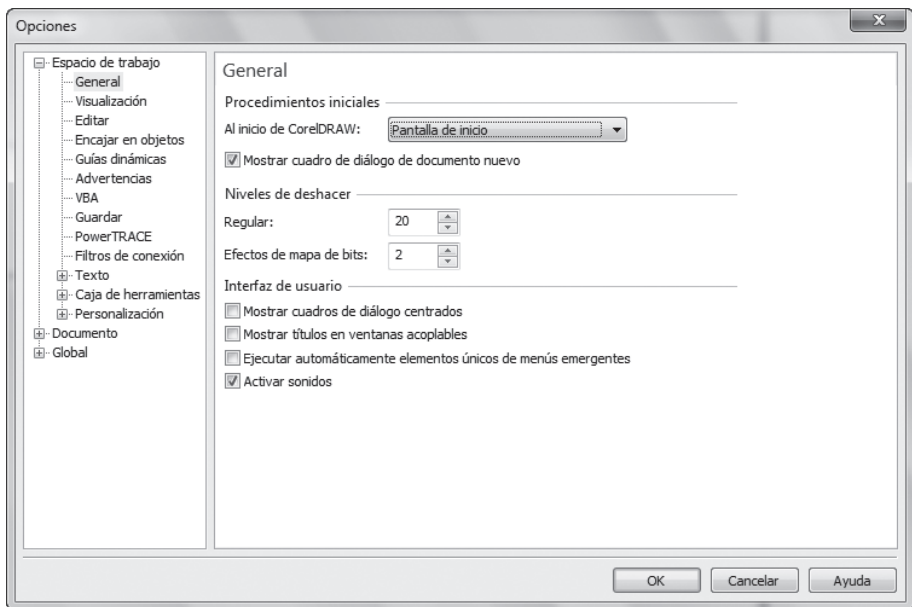 Opciones
Espacio de trabajo
General
Visualización
Editar
Encajar en objetos
Guías dinámicas
Advertencias
VBA
Guardar
PowerTRACE
Filtros de conexión
Texto
Caja de herramientas
Personalización
Documento
Global
General
Procedimientos iniciales
Al inicio de CorelDRAW: Pantalla de inicio
Mostrar cuadro de diálogo de documento nuevo
Niveles de deshacer
Regular: 20
Efectos de mapa de bits: 2
Interfaz de usuario
Mostrar cuadros de diálogo centrados
Mostrar títulos en ventanas acoplables
Ejecutar automáticamente elementos únicos de menús emergentes
Activar sonidos
OK Cancelar Ayuda